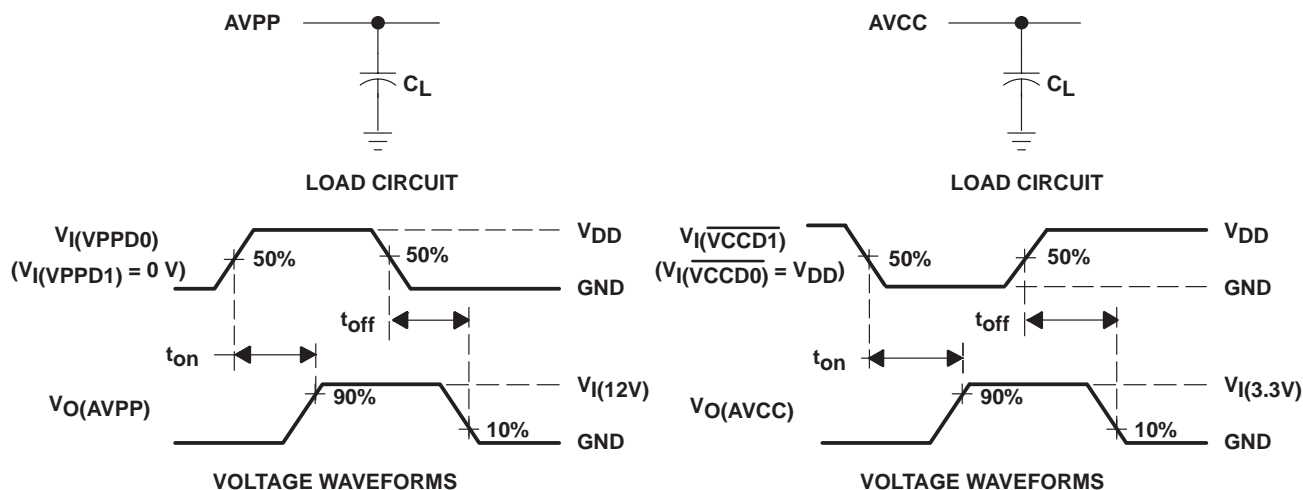 AVPP
CL
LOAD CIRCUIT
VI(VPPD0)
(VI(VPPD1) = 0 V)
50%
50%
VDD
GND
toff
ton
VO(AVPP)
90%
10%
VI(12V)
GND
VOLTAGE WAVEFORMS
AVCC
CL
LOAD CIRCUIT
VI(V̅C̅C̅D̅1̅)
(VI(V̅C̅C̅D̅0̅) = VDD)
50%
50%
VDD
GND
toff
ton
VO(AVCC)
90%
10%
VI(3.3V)
GND
VOLTAGE WAVEFORMS